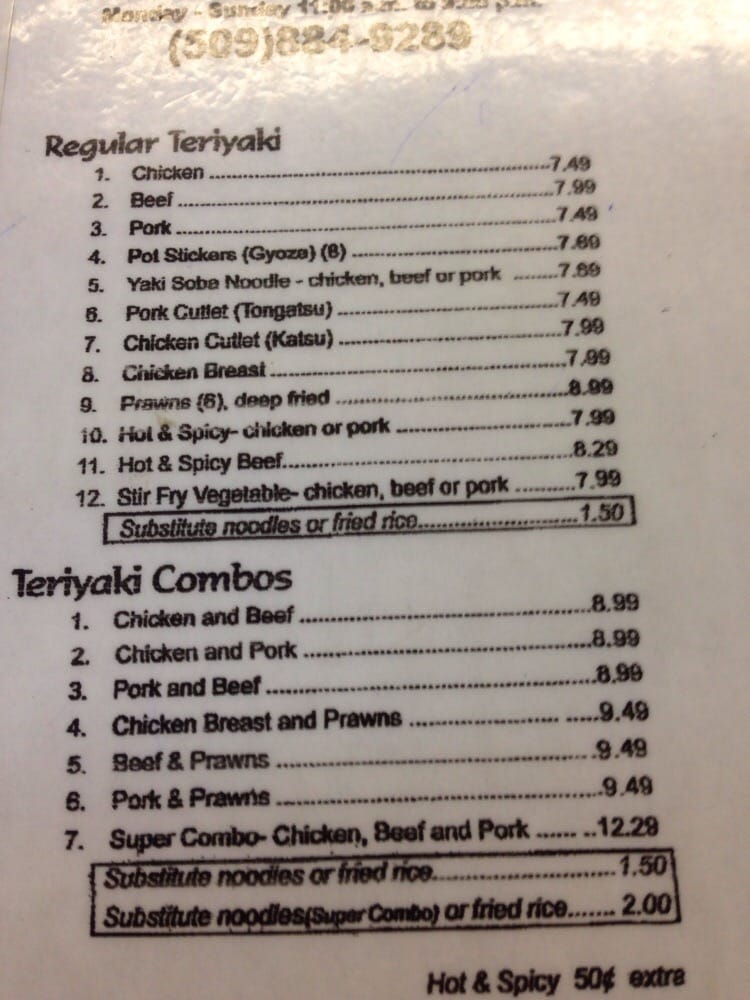 Monday - Sunday 11:00 a.m. to 9:00 p.m.
(509)884-9289
Regular Teriyaki
1. Chicken ........ 7.49
2. Beef ........ 7.99
3. Pork ........ 7.49
4. Pot Stickers (Gyoza) (8) ........ 7.69
5. Yaki Soba Noodle - chicken, beef or pork ........ 7.89
6. Pork Cutlet (Tongatsu) ........ 7.49
7. Chicken Cutlet (Katsu) ........ 7.99
8. Chicken Breast ........ 7.99
9. Prawns (6), deep fried ........ 8.99
10. Hot & Spicy- chicken or pork ........ 7.99
11. Hot & Spicy Beef ........ 8.29
12. Stir Fry Vegetable- chicken, beef or pork ........ 7.99
Substitute noodles or fried rice ........ 1.50
Teriyaki Combos
1. Chicken and Beef ........ 8.99
2. Chicken and Pork ........ 8.99
3. Pork and Beef ........ 8.99
4. Chicken Breast and Prawns ........ 9.49
5. Beef & Prawns ........ 9.49
6. Pork & Prawns ........ 9.49
7. Super Combo- Chicken, Beef and Pork ........ 12.29
Substitute noodles or fried rice ........ 1.50
Substitute noodles(Super Combo) or fried rice ....... 2.00
Hot & Spicy 50¢ extra